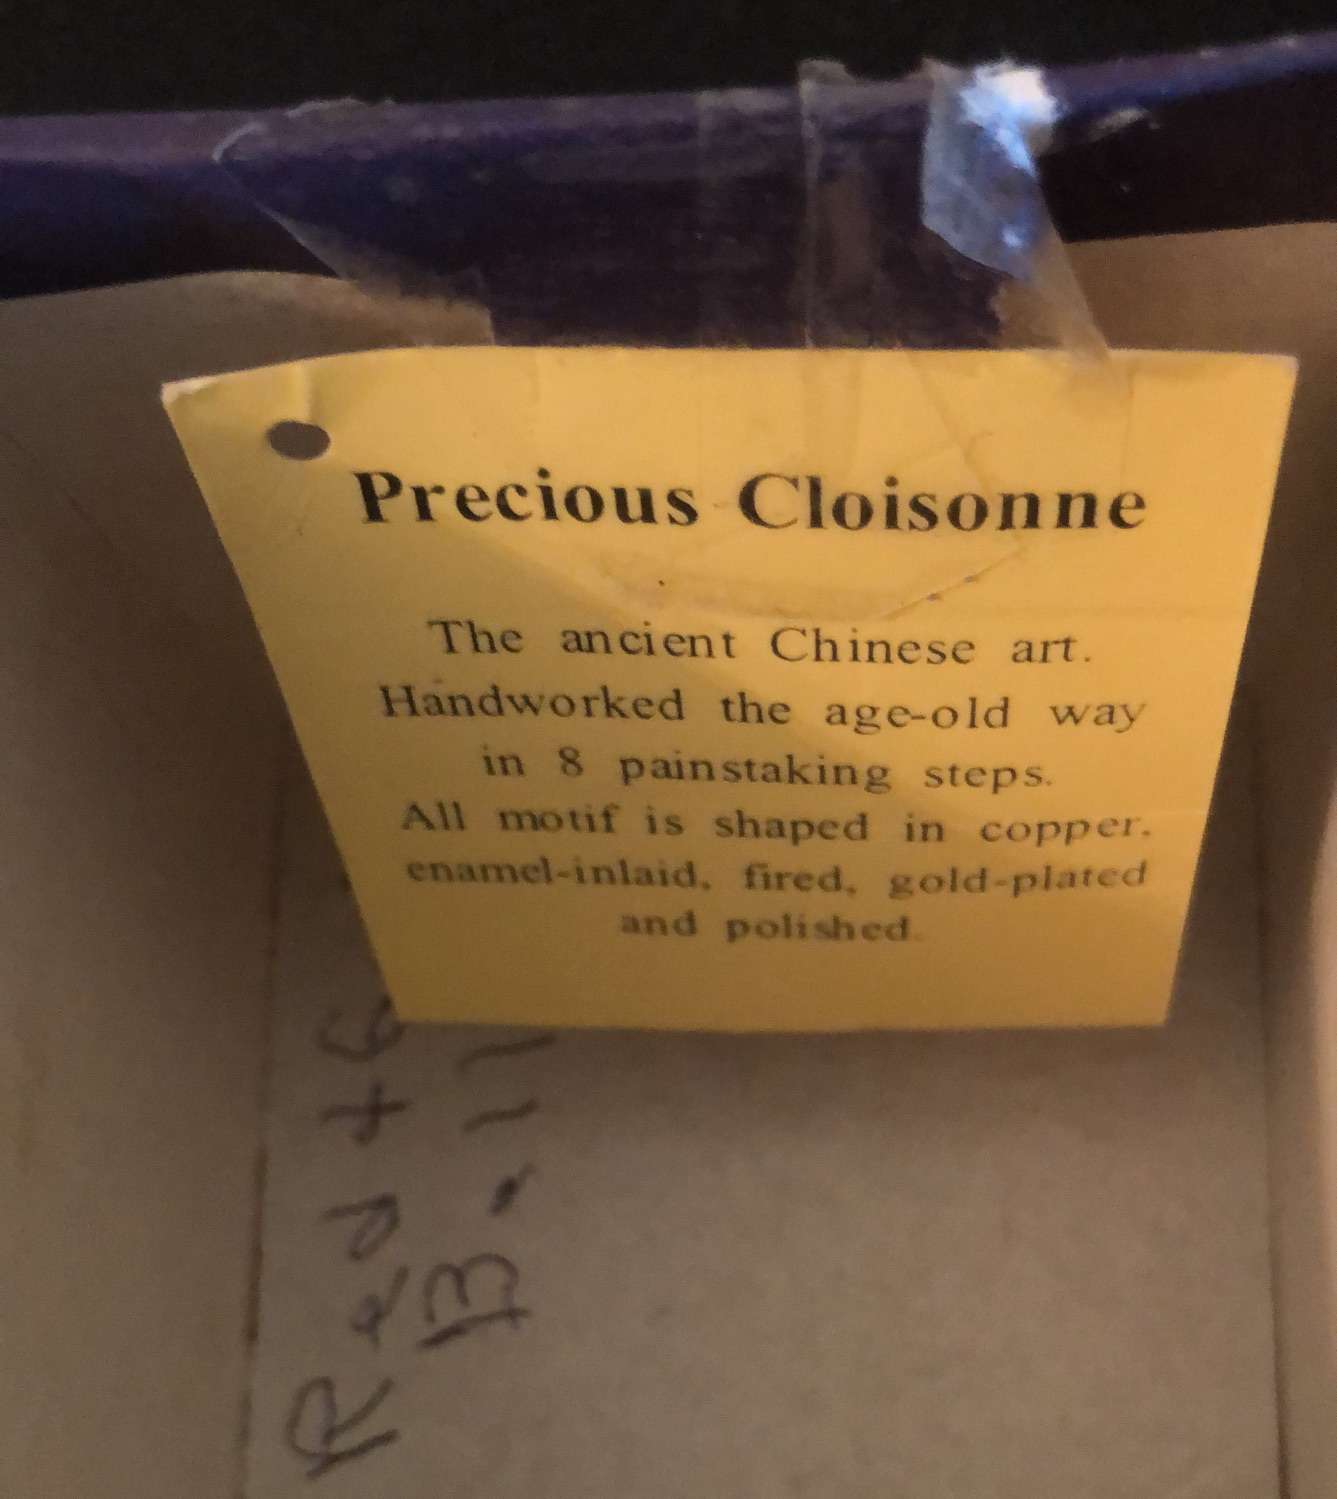 Precious Cloisonne
The ancient Chinese art.
Handworked the age-old way
in 8 painstaking steps.
All motif is shaped in copper.
enamel-inlaid, fired, gold-plated
and polished.
Red +